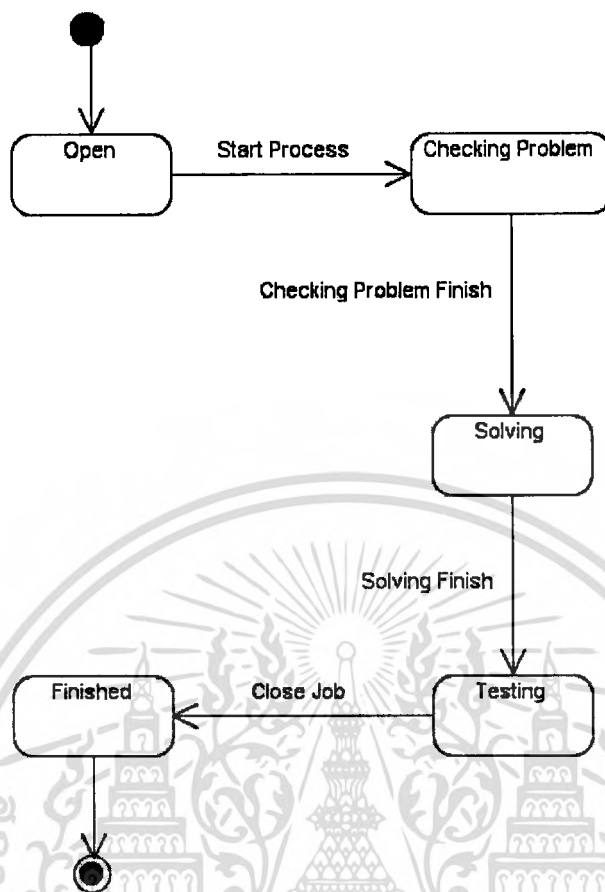 Open
Start Process
Checking Problem
Checking Problem Finish
Solving
Solving Finish
Testing
Close Job
Finished